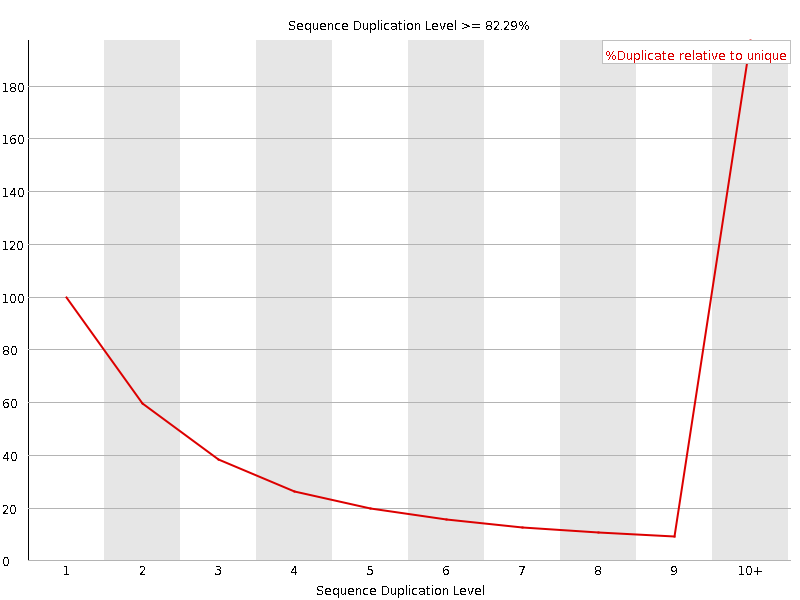 Sequence Duplication Level >= 82.29%
%Duplicate relative to unique
180
160
140
120
100
80
60
40
20
0
1 2 3 4 5 6 7 8 9 10+
Sequence Duplication Level